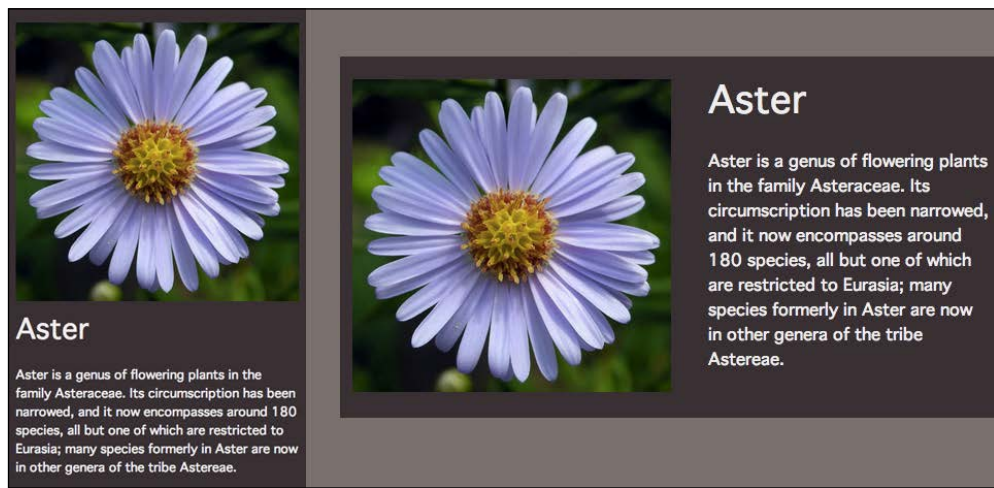 Aster
Aster is a genus of flowering plants in the
family Asteraceae. Its circumscription has been
narrowed, and it now encompasses around 180
species, all but one of which are restricted to
Eurasia; many species formerly in Aster are now
in other genera of the tribe Astereae.
Aster
Aster is a genus of flowering plants
in the family Asteraceae. Its
circumscription has been narrowed,
and it now encompasses around
180 species, all but one of which
are restricted to Eurasia; many
species formerly in Aster are now
in other genera of the tribe
Astereae.